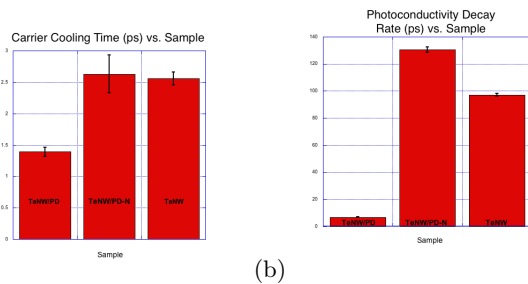 Carrier Cooling Time (ps) vs. Sample
3
2.5
2
1.5
1
0.5
0
TeNW/PD
TeNW/PD-N
TeNW
Sample
Photoconductivity Decay
Rate (ps) vs. Sample
140
120
100
80
60
40
20
0
TeNW/PD
TeNW/PD-N
TeNW
Sample
(b)